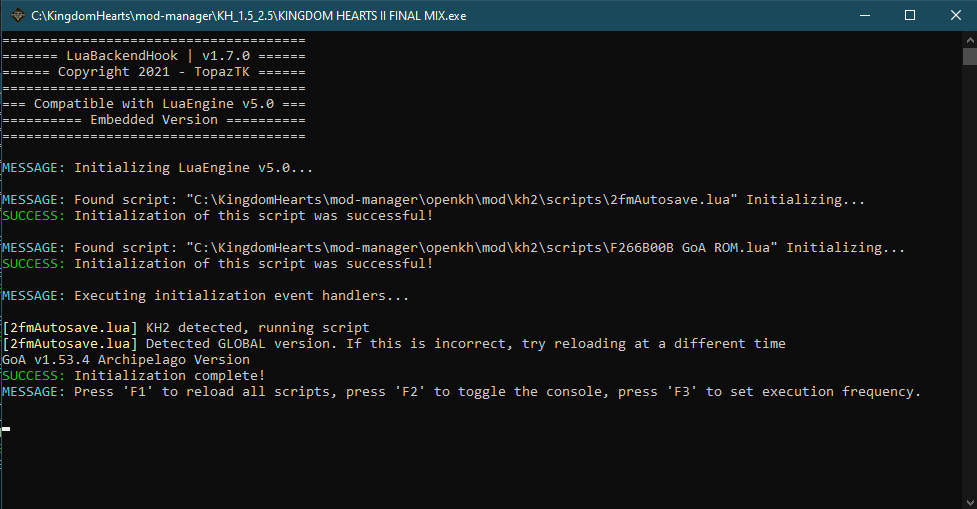 C:\KingdomHearts\mod-manager\KH_1.5_2.5\KINGDOM HEARTS II FINAL MIX.exe
======================================
======= LuaBackendHook | v1.7.0 ======
====== Copyright 2021 - TopazTK ======
======================================
=== Compatible with LuaEngine v5.0 ===
========== Embedded Version ==========
======================================
MESSAGE: Initializing LuaEngine v5.0...
MESSAGE: Found script: "C:\KingdomHearts\mod-manager\openkh\mod\kh2\scripts\2fmAutosave.lua" Initializing...
SUCCESS: Initialization of this script was successful!
MESSAGE: Found script: "C:\KingdomHearts\mod-manager\openkh\mod\kh2\scripts\F266B00B GoA ROM.lua" Initializing...
SUCCESS: Initialization of this script was successful!
MESSAGE: Executing initialization event handlers...
[2fmAutosave.lua] KH2 detected, running script
[2fmAutosave.lua] Detected GLOBAL version. If this is incorrect, try reloading at a different time
GoA v1.53.4 Archipelago Version
SUCCESS: Initialization complete!
MESSAGE: Press 'F1' to reload all scripts, press 'F2' to toggle the console, press 'F3' to set execution frequency.